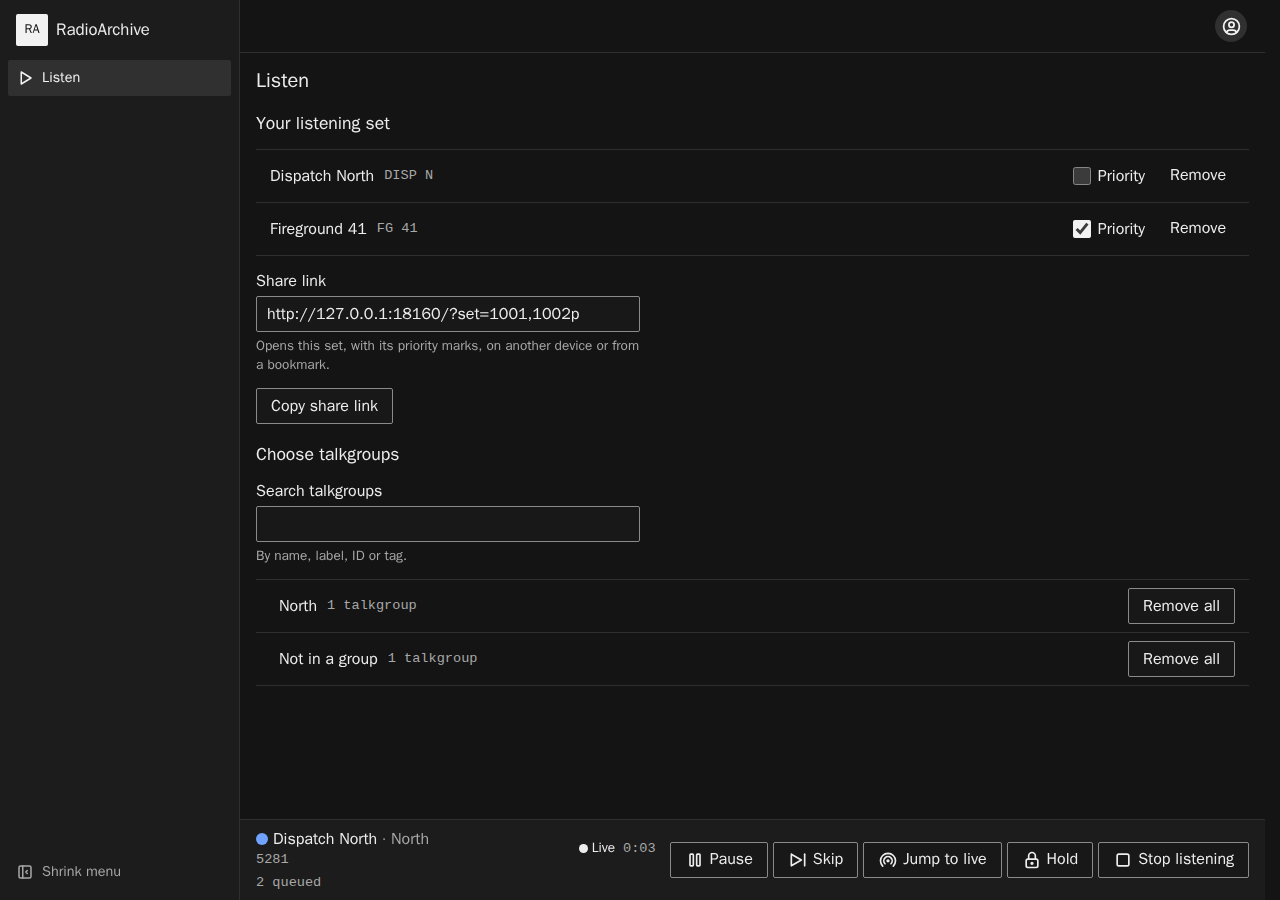 RA RadioArchive
Listen
Listen
Your listening set
Dispatch North DISP N Priority Remove
Fireground 41 FG 41 Priority Remove
Share link
http://127.0.0.1:18160/?set=1001,1002p
Opens this set, with its priority marks, on another device or from
a bookmark.
Copy share link
Choose talkgroups
Search talkgroups
By name, label, ID or tag.
North 1 talkgroup Remove all
Not in a group 1 talkgroup Remove all
Shrink menu
Dispatch North · North
5281
2 queued
Live 0:03
Pause Skip Jump to live Hold Stop listening